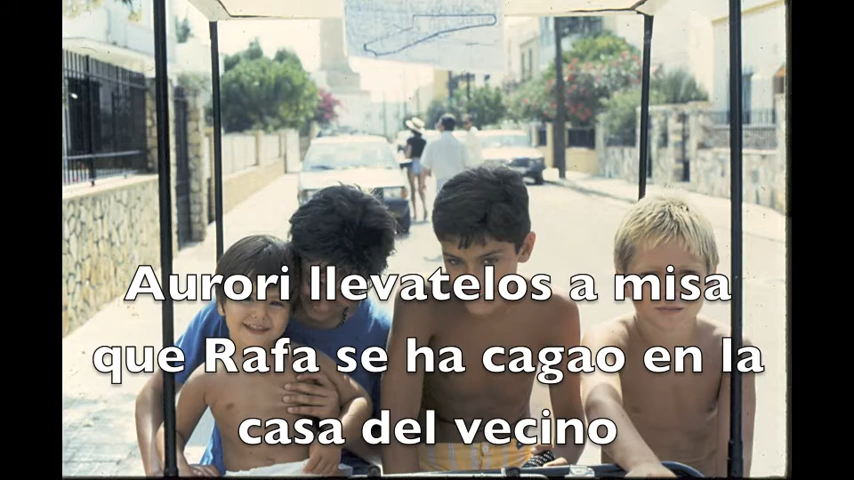 Aurori llevatelos a misa
que Rafa se ha cagao en la
casa del vecino